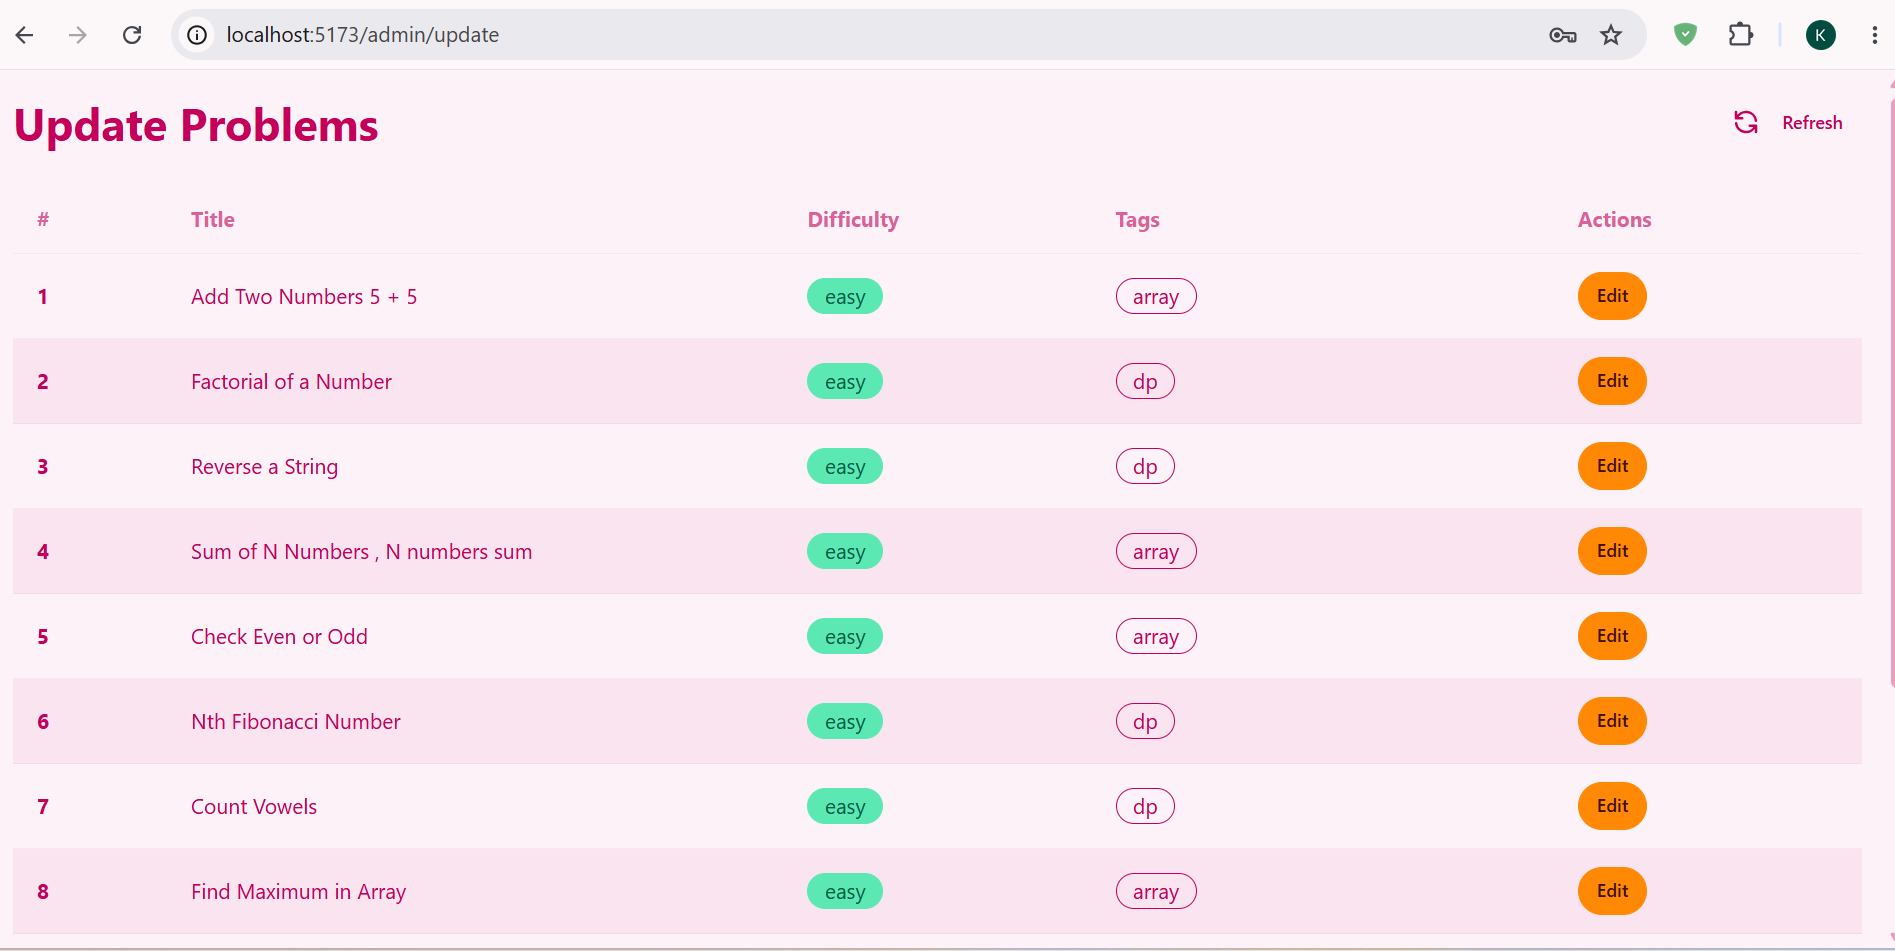 localhost:5173/admin/update
K
Update Problems
Refresh
# Title Difficulty Tags Actions
1 Add Two Numbers 5 + 5 easy array Edit
2 Factorial of a Number easy dp Edit
3 Reverse a String easy dp Edit
4 Sum of N Numbers , N numbers sum easy array Edit
5 Check Even or Odd easy array Edit
6 Nth Fibonacci Number easy dp Edit
7 Count Vowels easy dp Edit
8 Find Maximum in Array easy array Edit